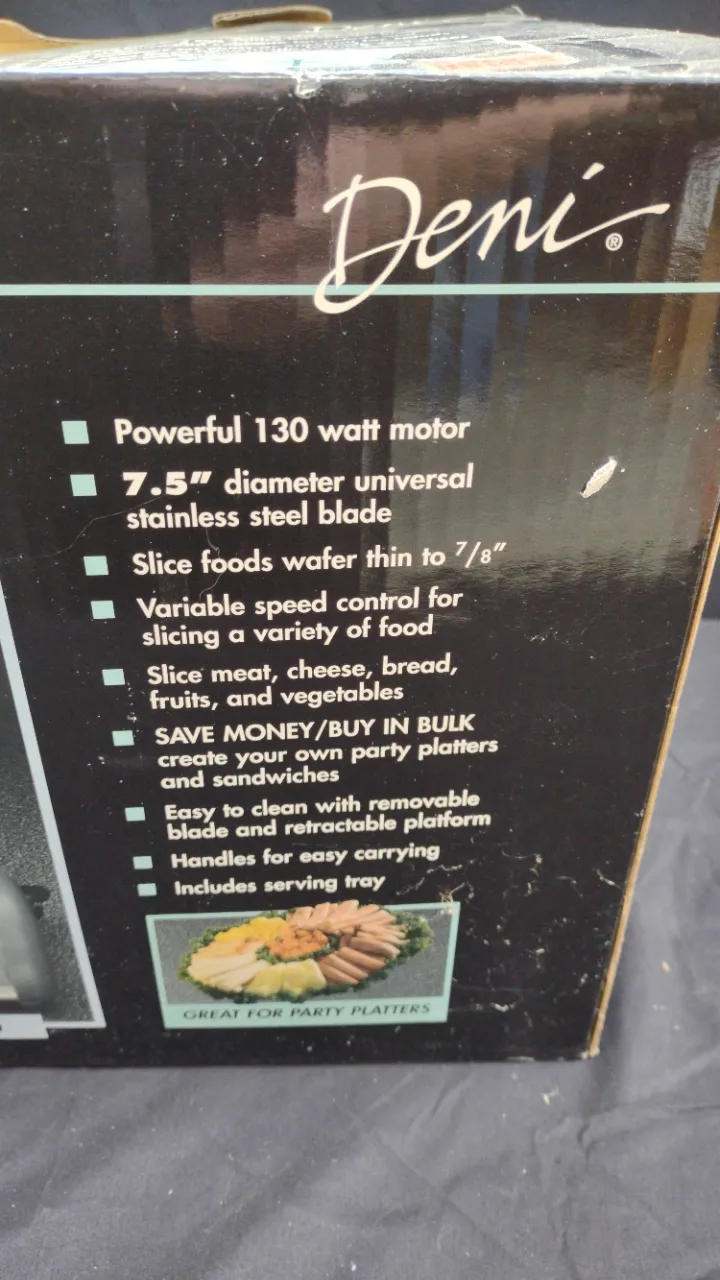 Deni®
Powerful 130 watt motor
7.5" diameter universal
stainless steel blade
Slice foods wafer thin to 7/8"
Variable speed control for
slicing a variety of food
Slice meat, cheese, bread,
fruits, and vegetables
SAVE MONEY/BUY IN BULK
create your own party platters
and sandwiches
Easy to clean with removable
blade and retractable platform
Handles for easy carrying
Includes serving tray
GREAT FOR PARTY PLATTERS